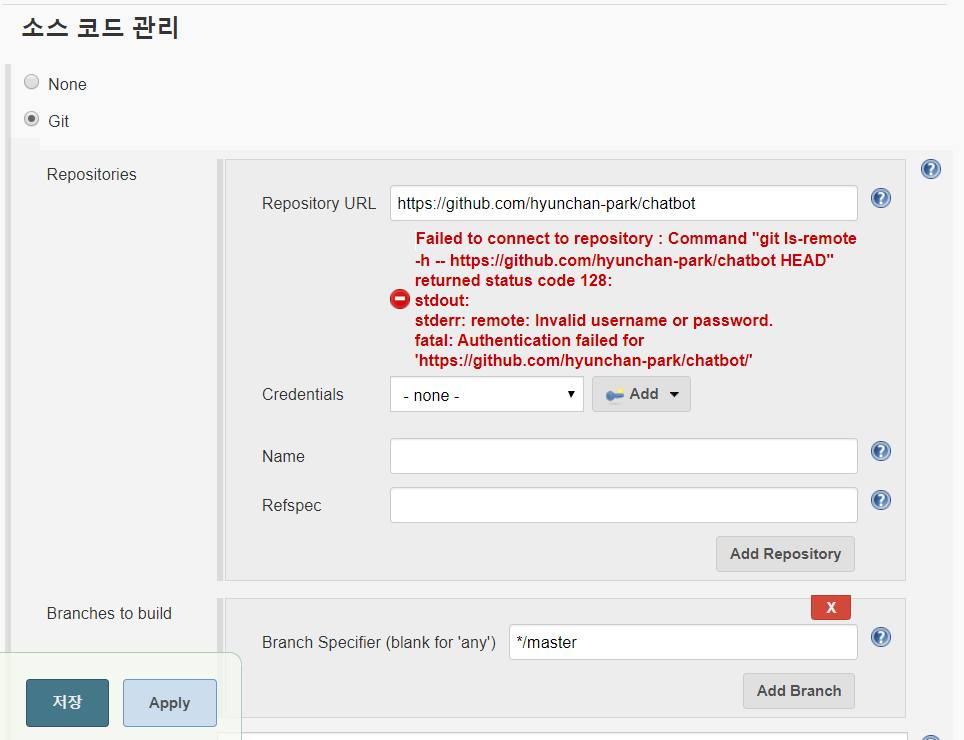 소스 코드 관리
None
Git
Repositories
Repository URL
https://github.com/hyunchan-park/chatbot
Failed to connect to repository : Command "git ls-remote
-h -- https://github.com/hyunchan-park/chatbot HEAD"
returned status code 128:
stdout:
stderr: remote: Invalid username or password.
fatal: Authentication failed for
'https://github.com/hyunchan-park/chatbot/'
Credentials
- none -
Add
Name
Refspec
Add Repository
Branches to build
X
Branch Specifier (blank for 'any')
*/master
Add Branch
저장
Apply